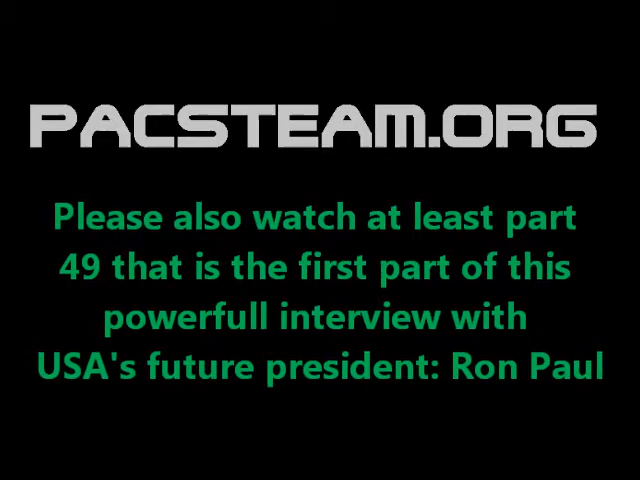 PACSTEAM.ORG
Please also watch at least part
49 that is the first part of this
powerfull interview with
USA's future president: Ron Paul